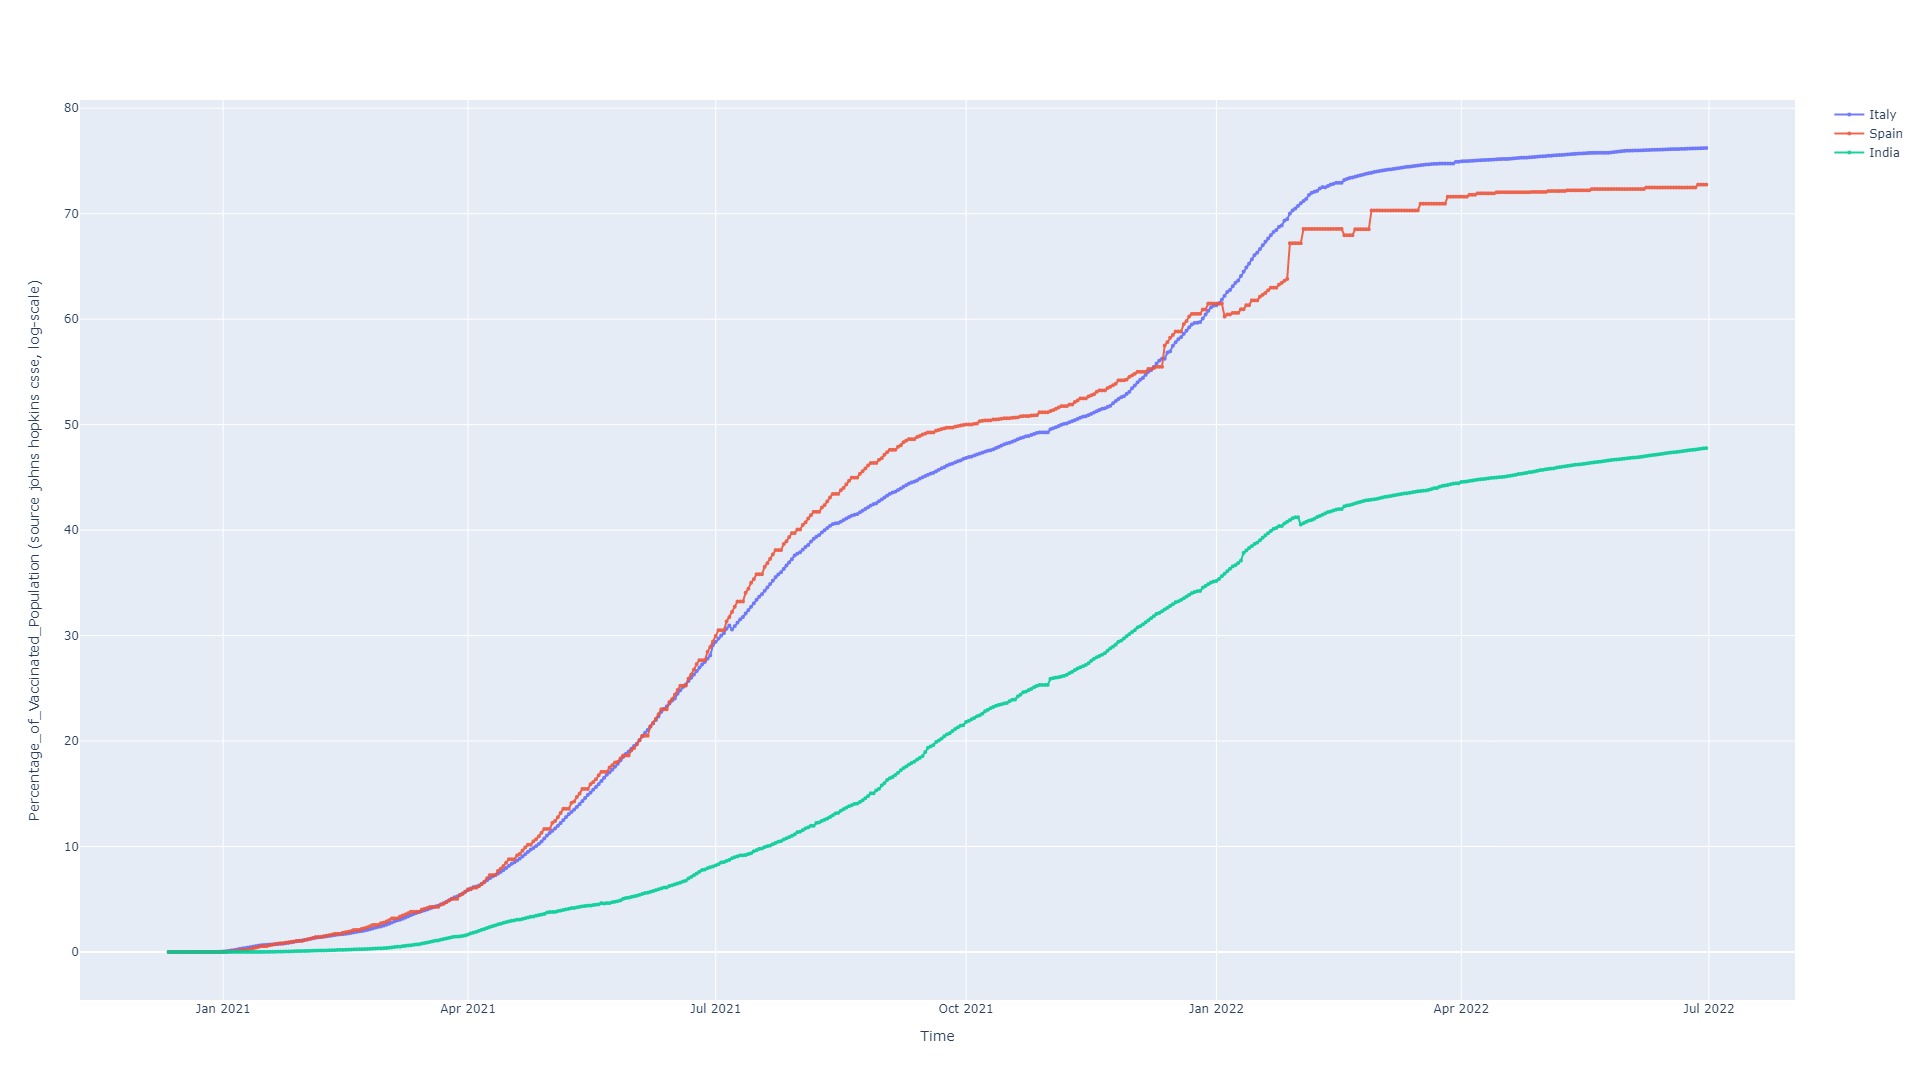 80
70
60
50
40
30
20
10
0
Percentage_of_Vaccinated_Population (source johns hopkins csse, log-scale)
Jan 2021
Apr 2021
Jul 2021
Oct 2021
Jan 2022
Apr 2022
Jul 2022
Time
Italy
Spain
India